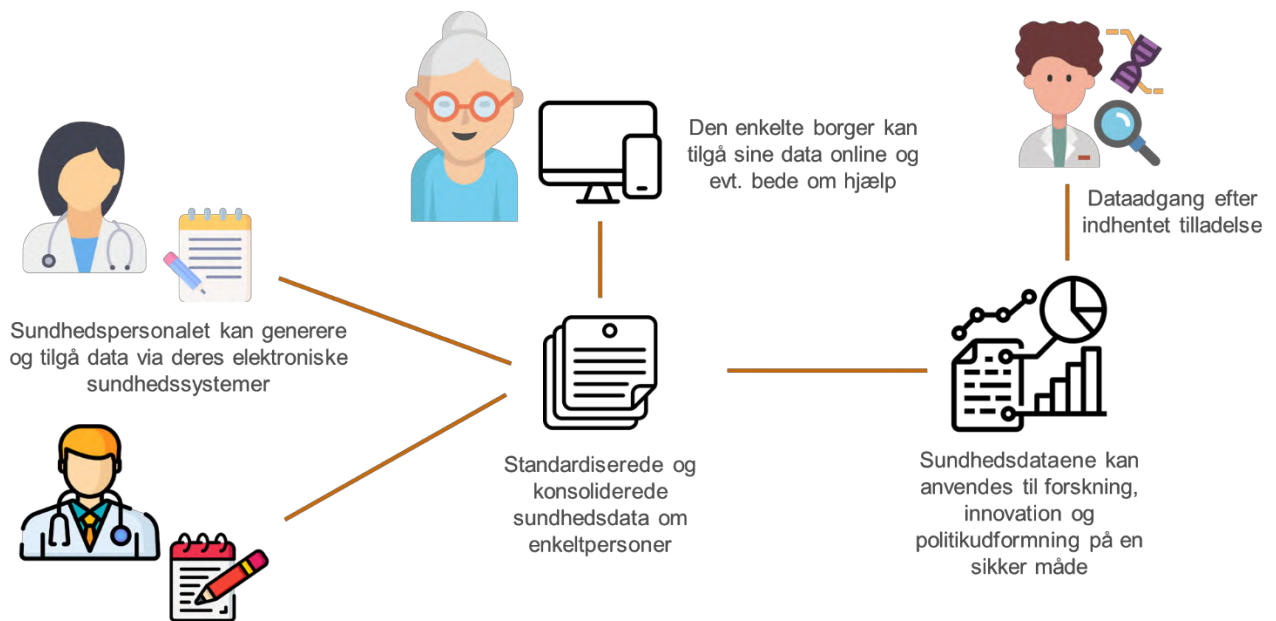 Den enkelte borger kan
tilgå sine data online og
evt. bede om hjælp
Dataadgang efter
indhentet tilladelse
Sundhedspersonalet kan generere
og tilgå data via deres elektroniske
sundhedssystemer
Standardiserede og
konsoliderede
sundhedsdata om
enkeltpersoner
Sundhedsdataene kan
anvendes til forskning,
innovation og
politikudformning på en
sikker måde